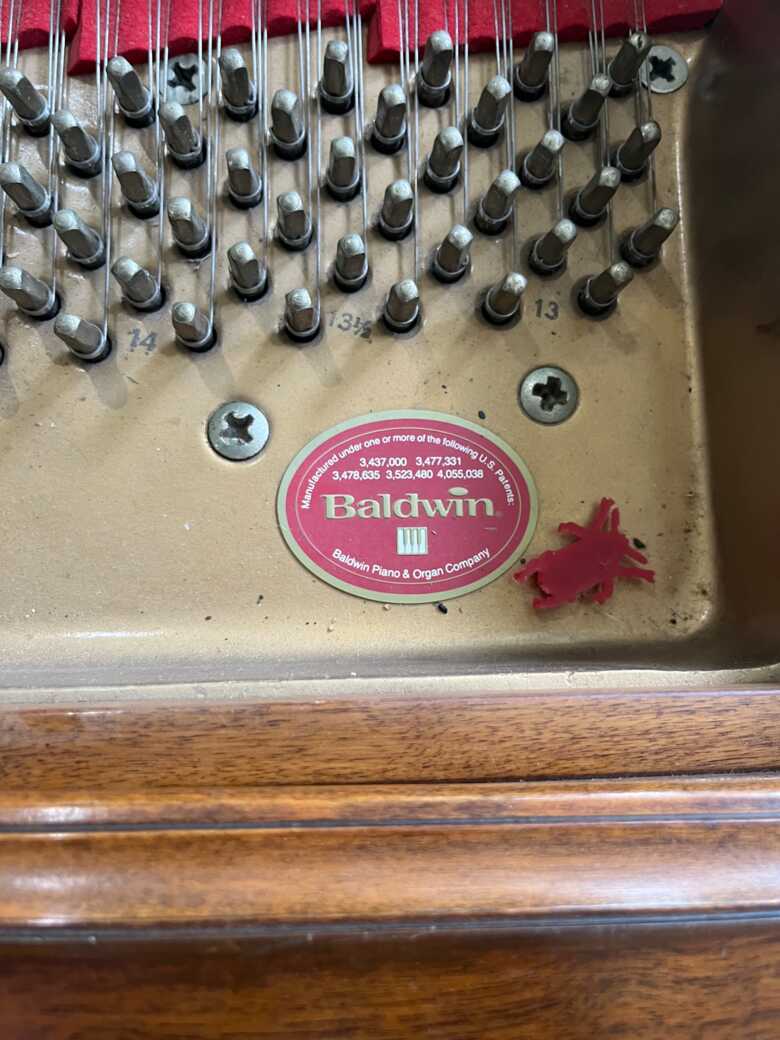 14 13½ 13
Manufactured under one or more of the following U.S. Patents:
3,437,000 3,477,331
3,478,635 3,523,480 4,055,038
Baldwin®
Baldwin Piano & Organ Company